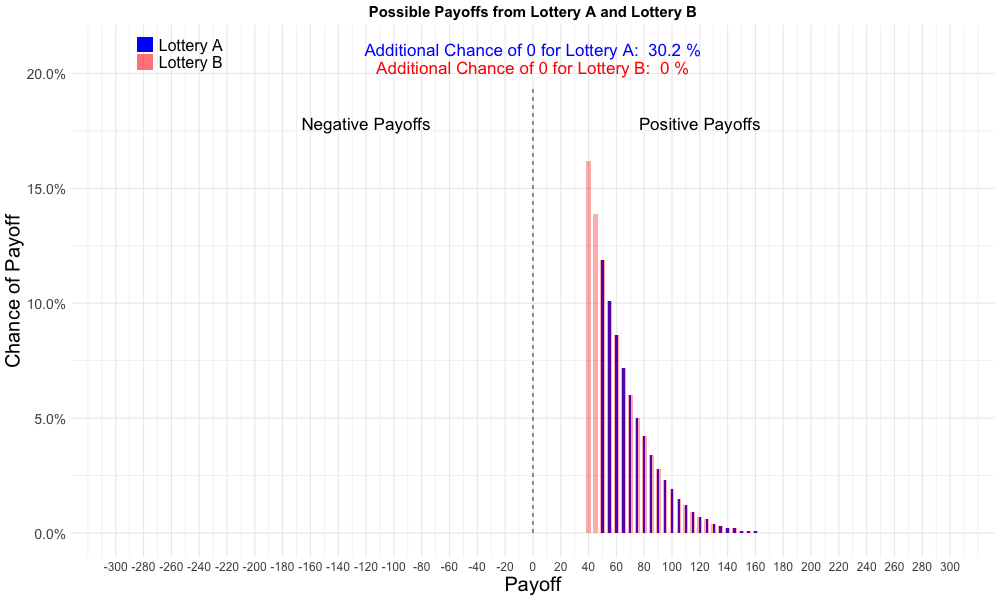 Possible Payoffs from Lottery A and Lottery B
Lottery A
Lottery B
Additional Chance of 0 for Lottery A:  30.2 %
Additional Chance of 0 for Lottery B:  0 %
Negative Payoffs
Positive Payoffs
Chance of Payoff
20.0%
15.0%
10.0%
5.0%
0.0%
-300 -280 -260 -240 -220 -200 -180 -160 -140 -120 -100 -80 -60 -40 -20 0 20 40 60 80 100 120 140 160 180 200 220 240 260 280 300
Payoff